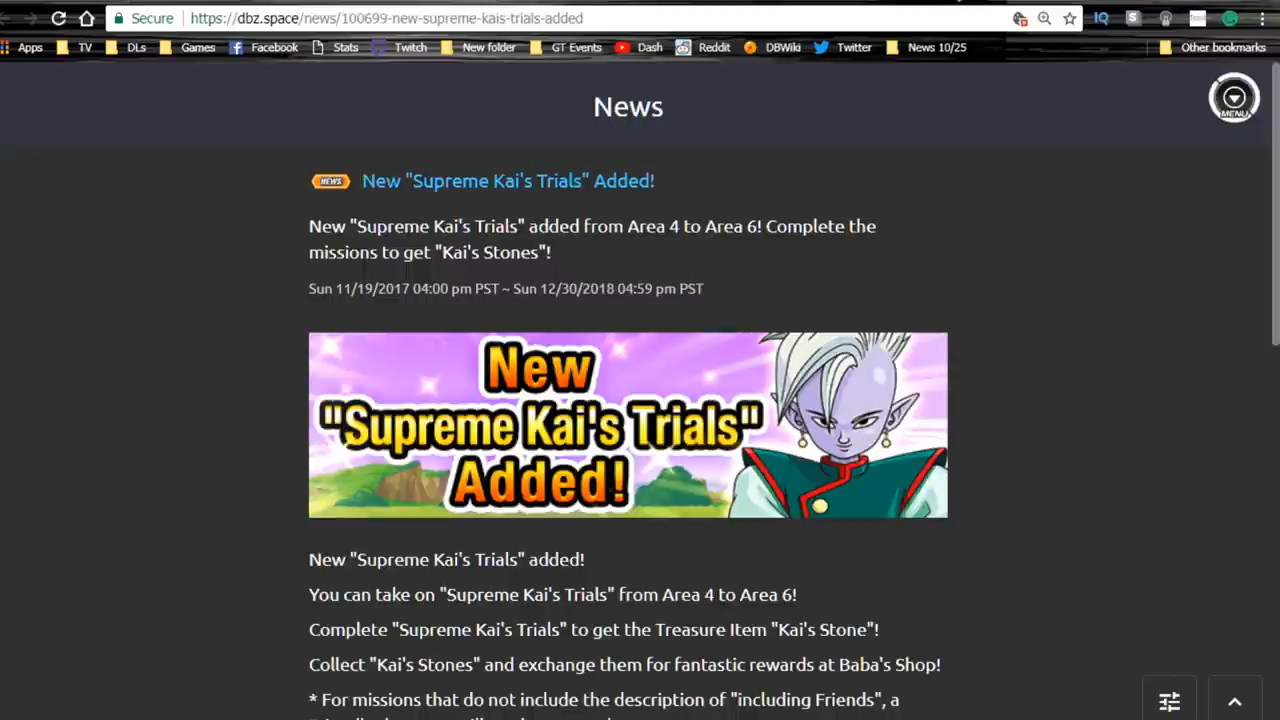 Secure https://dbz.space/news/100699-new-supreme-kais-trials-added
IQ S
Apps TV DLs Games Facebook Stats Twitch New folder GT Events Dash Reddit DBWiki Twitter News 10/25 Other bookmarks
News
MENU
NEWS New "Supreme Kai's Trials" Added!
New "Supreme Kai's Trials" added from Area 4 to Area 6! Complete the
missions to get "Kai's Stones"!
Sun 11/19/2017 04:00 pm PST ~ Sun 12/30/2018 04:59 pm PST
New
"Supreme Kai's Trials"
Added!
New "Supreme Kai's Trials" added!
You can take on "Supreme Kai's Trials" from Area 4 to Area 6!
Complete "Supreme Kai's Trials" to get the Treasure Item "Kai's Stone"!
Collect "Kai's Stones" and exchange them for fantastic rewards at Baba's Shop!
* For missions that do not include the description of "including Friends", a